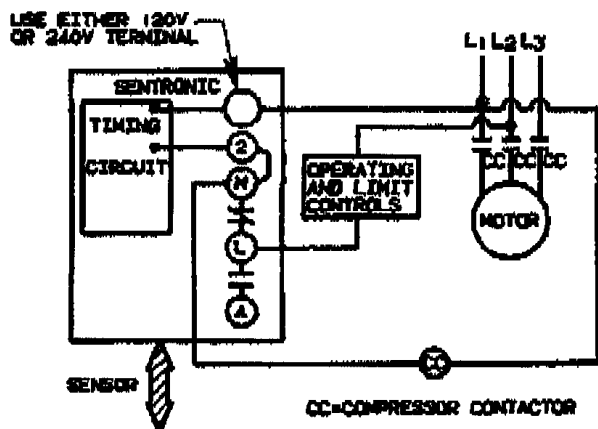 USE EITHER 120V
OR 240V TERMINAL
L1 L2 L3
SENTRONIC
TIMING
CIRCUIT
2
M
L
A
OPERATING
AND LIMIT
CONTROLS
CC CC CC
MOTOR
SENSOR
CC
CC=COMPRESSOR CONTACTOR